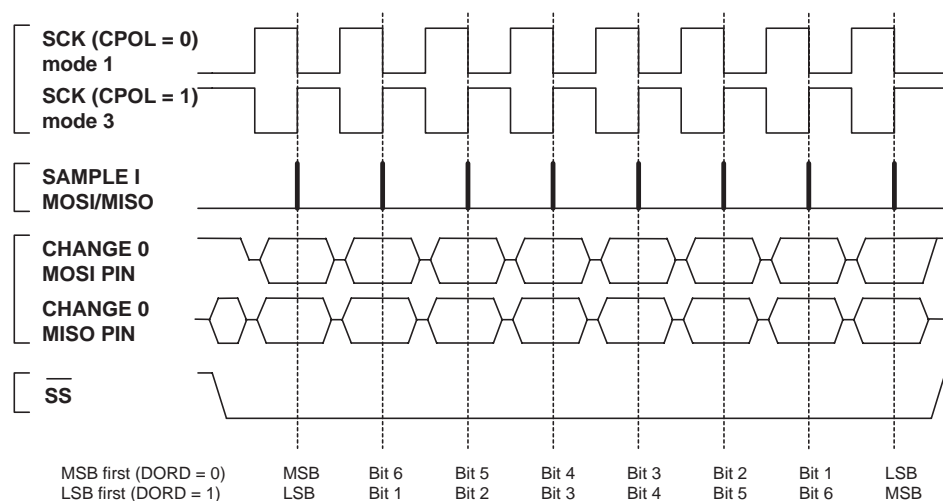 SCK (CPOL = 0)
mode 1
SCK (CPOL = 1)
mode 3
SAMPLE I
MOSI/MISO
CHANGE 0
MOSI PIN
CHANGE 0
MISO PIN
SS
MSB first (DORD = 0) MSB Bit 6 Bit 5 Bit 4 Bit 3 Bit 2 Bit 1 LSB
LSB first (DORD = 1) LSB Bit 1 Bit 2 Bit 3 Bit 4 Bit 5 Bit 6 MSB